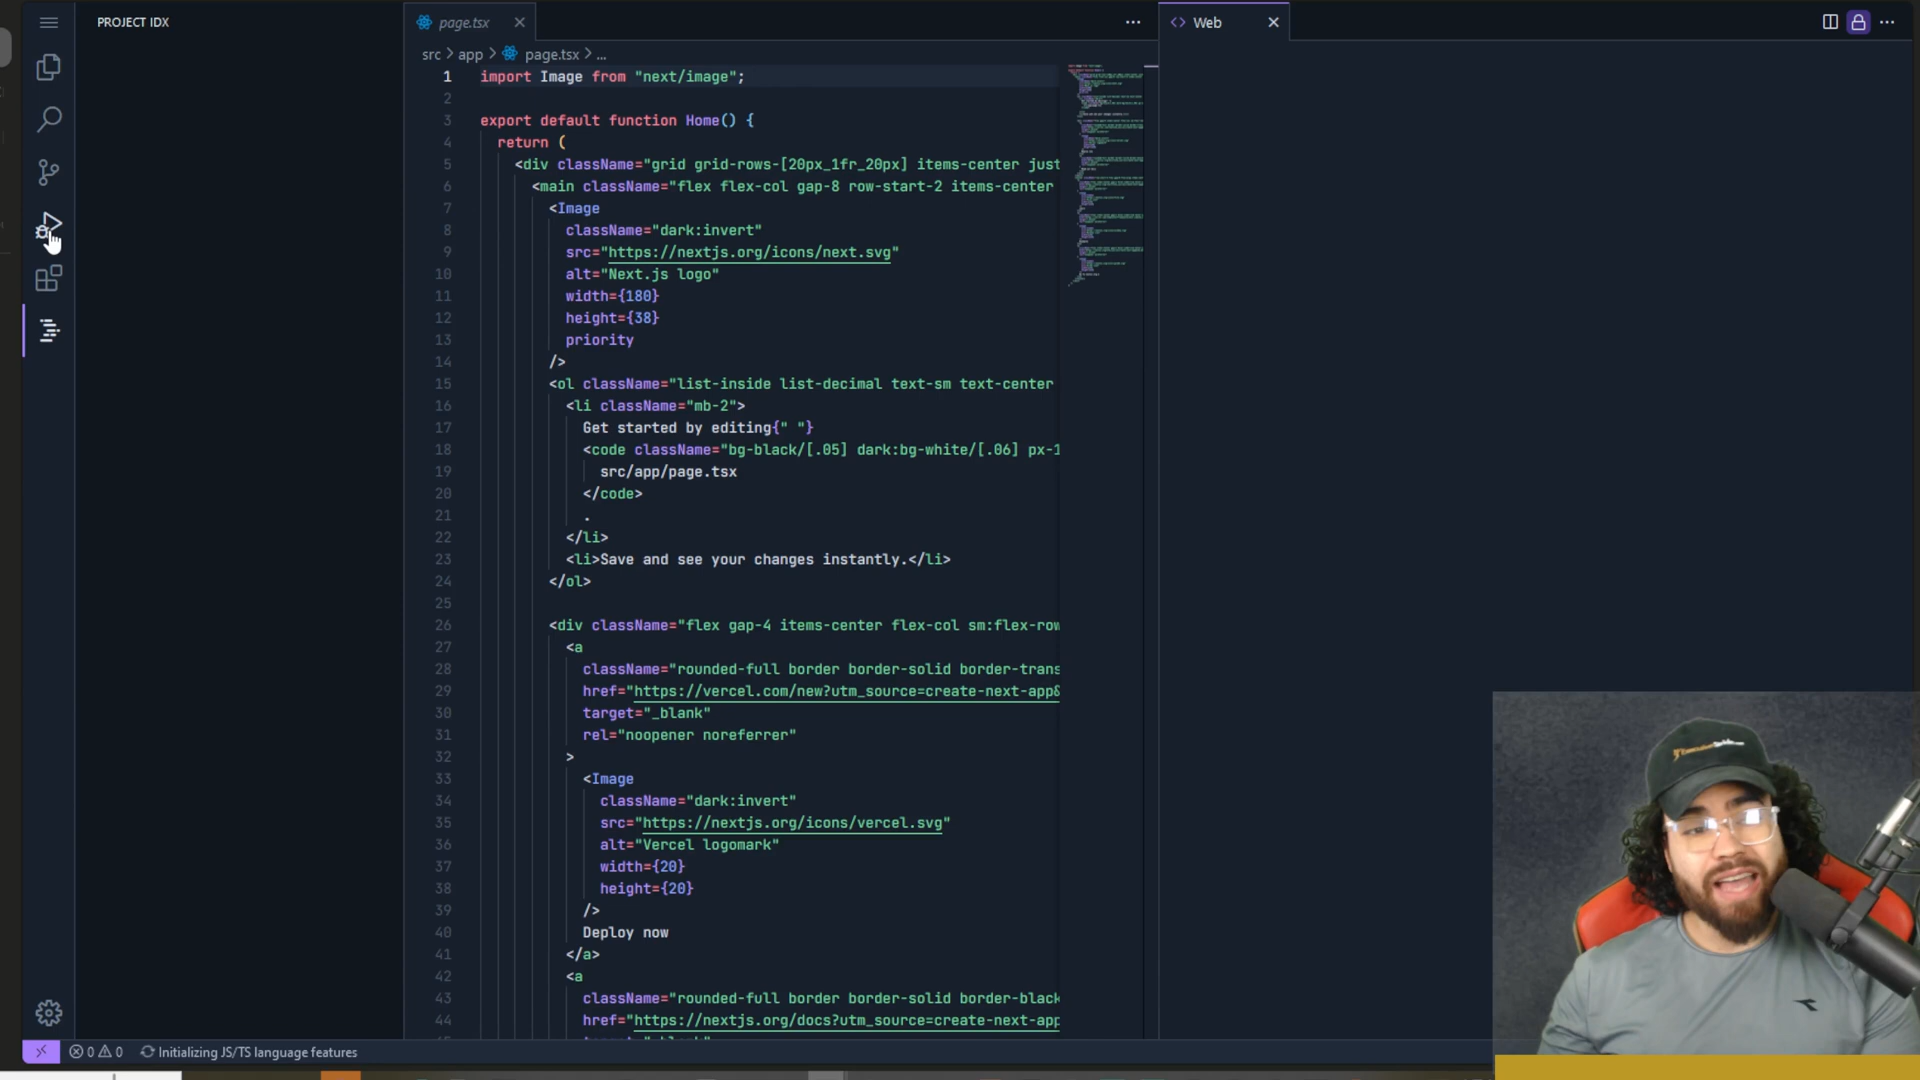 PROJECT IDX
page.tsx
Web
src > app > page.tsx > ...
1 import Image from "next/image";
2
3 export default function Home() {
4 return (
5 <div className="grid grid-rows-[20px_1fr_20px] items-center just
6 <main className="flex flex-col gap-8 row-start-2 items-center
7 <Image
8 className="dark:invert"
9 src="https://nextjs.org/icons/next.svg"
10 alt="Next.js logo"
11 width={180}
12 height={38}
13 priority
14 />
15 <ol className="list-inside list-decimal text-sm text-center
16 <li className="mb-2">
17 Get started by editing{" "}
18 <code className="bg-black/[.05] dark:bg-white/[.06] px-1
19 src/app/page.tsx
20 </code>
21 .
22 </li>
23 <li>Save and see your changes instantly.</li>
24 </ol>
25
26 <div className="flex gap-4 items-center flex-col sm:flex-row
27 <a
28 className="rounded-full border border-solid border-trans
29 href="https://vercel.com/new?utm_source=create-next-app&
30 target="_blank"
31 rel="noopener noreferrer"
32 >
33 <Image
34 className="dark:invert"
35 src="https://nextjs.org/icons/vercel.svg"
36 alt="Vercel logomark"
37 width={20}
38 height={20}
39 />
40 Deploy now
41 </a>
42 <a
43 className="rounded-full border border-solid border-black
44 href="https://nextjs.org/docs?utm_source=create-next-app
0 0 Initializing JS/TS language features